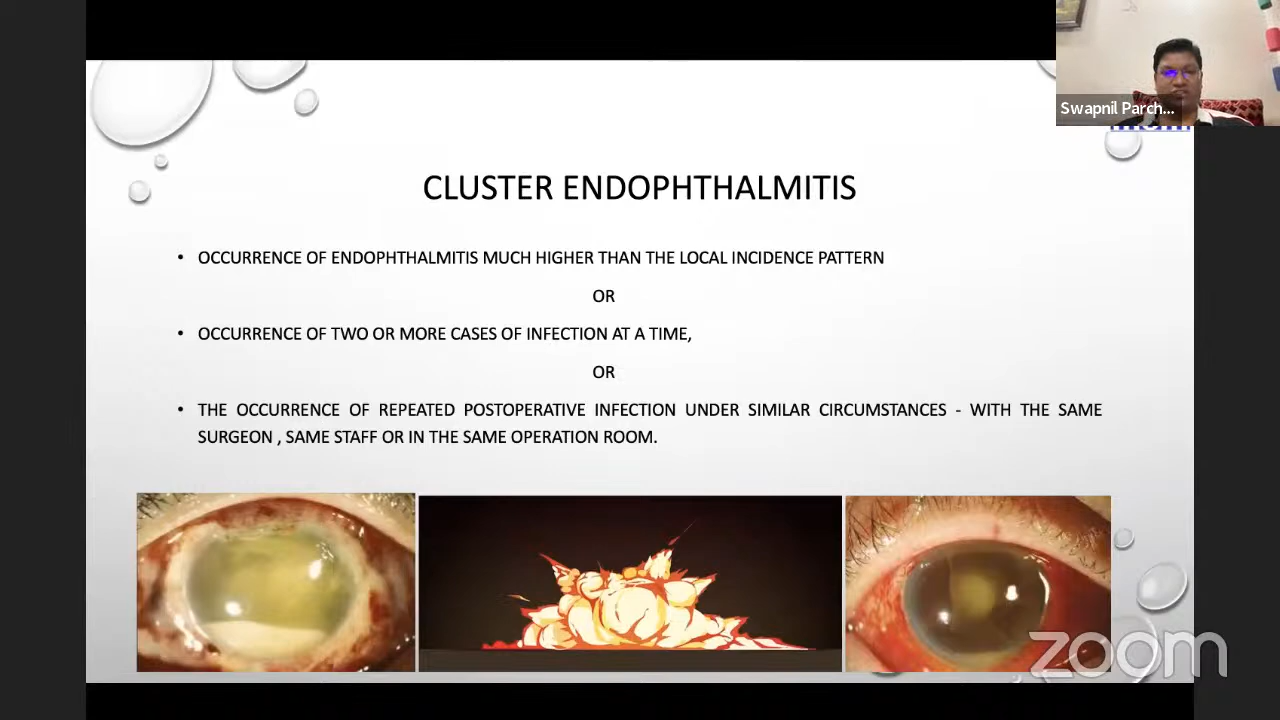 Swapnil Parch...
CLUSTER ENDOPHTHALMITIS
• OCCURRENCE OF ENDOPHTHALMITIS MUCH HIGHER THAN THE LOCAL INCIDENCE PATTERN
OR
• OCCURRENCE OF TWO OR MORE CASES OF INFECTION AT A TIME,
OR
• THE OCCURRENCE OF REPEATED POSTOPERATIVE INFECTION UNDER SIMILAR CIRCUMSTANCES - WITH THE SAME
SURGEON , SAME STAFF OR IN THE SAME OPERATION ROOM.
zoom